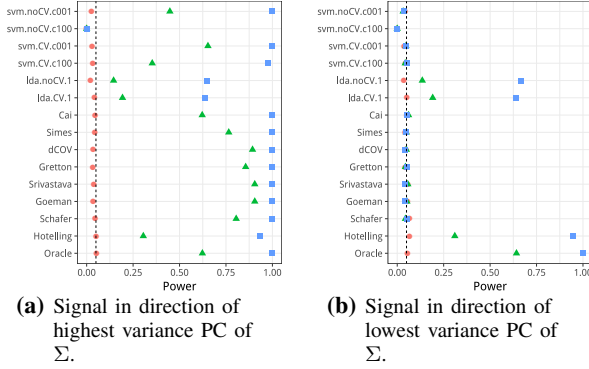 svm.noCV.c001
svm.noCV.c100
svm.CV.c001
svm.CV.c100
lda.noCV.1
lda.CV.1
Cai
Simes
dCOV
Gretton
Srivastava
Goeman
Schafer
Hotelling
Oracle
0.00 0.25 0.50 0.75 1.00
Power
(a) Signal in direction of
highest variance PC of
Σ.
svm.noCV.c001
svm.noCV.c100
svm.CV.c001
svm.CV.c100
lda.noCV.1
lda.CV.1
Cai
Simes
dCOV
Gretton
Srivastava
Goeman
Schafer
Hotelling
Oracle
0.00 0.25 0.50 0.75 1.00
Power
(b) Signal in direction of
lowest variance PC of
Σ.